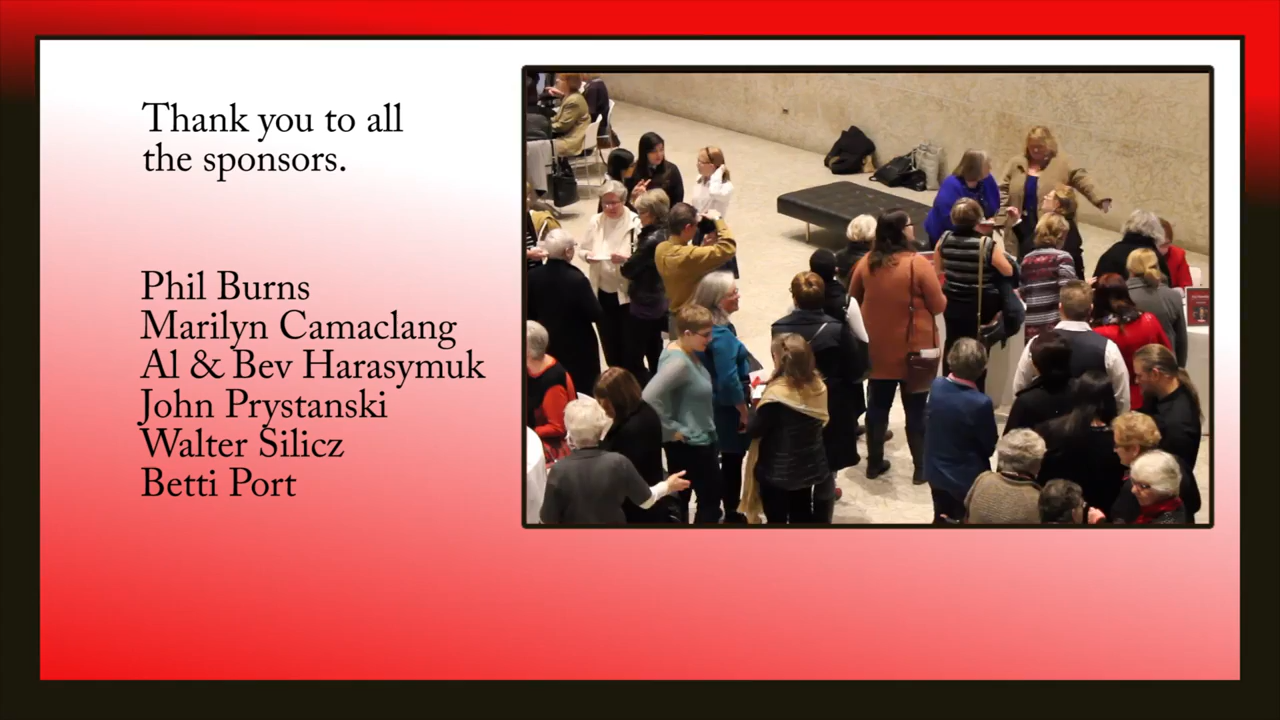 Thank you to all
the sponsors.
Phil Burns
Marilyn Camaclang
Al & Bev Harasymuk
John Prystanski
Walter Silicz
Betti Port